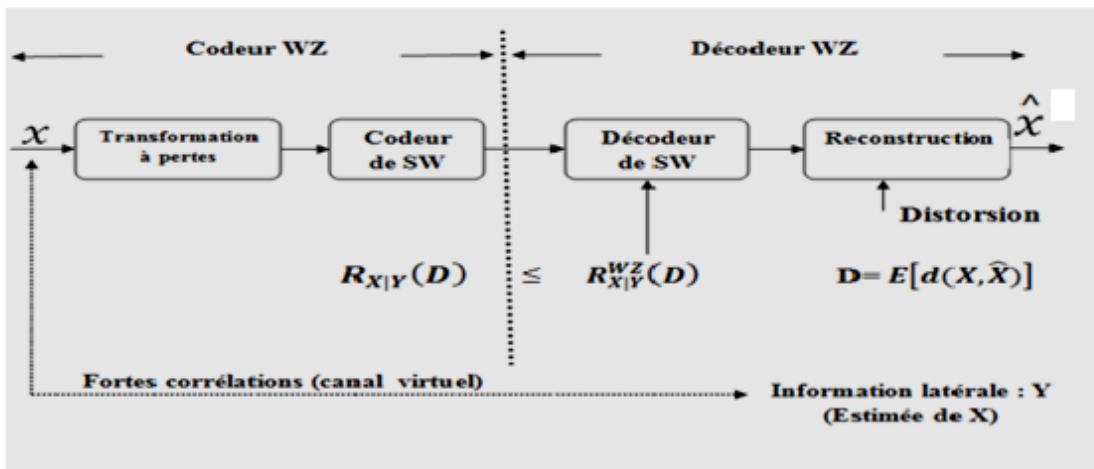 Codeur WZ
Décodeur WZ
x
Transformation
à pertes
Codeur
de SW
Décodeur
de SW
Reconstruction
x̂
Distorsion
R_{X|Y}(D) ≤ R^{WZ}_{X|Y}(D)
D= E[d(X, X̂)]
Fortes corrélations (canal virtuel)
Information latérale : Y
(Estimée de X)